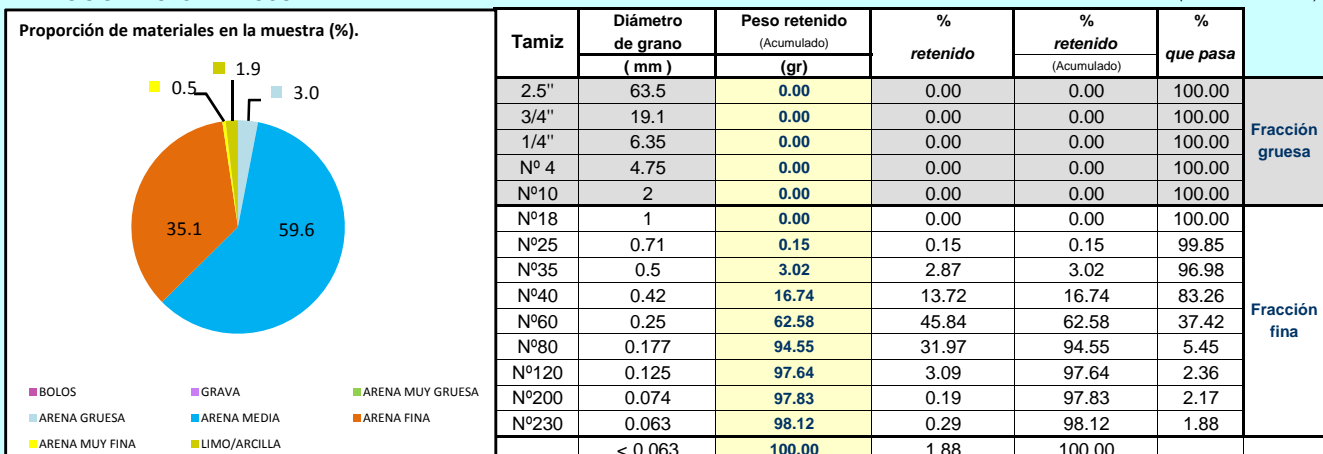 Proporción de materiales en la muestra (%).
1.9
0.5
3.0
35.1
59.6
BOLOS GRAVA ARENA MUY GRUESA
ARENA GRUESA ARENA MEDIA ARENA FINA
ARENA MUY FINA LIMO/ARCILLA
Tamiz Diámetro de grano ( mm ) Peso retenido (Acumulado) (gr) % retenido % retenido (Acumulado) % que pasa
2.5" 63.5 0.00 0.00 0.00 100.00
3/4" 19.1 0.00 0.00 0.00 100.00
1/4" 6.35 0.00 0.00 0.00 100.00
Nº 4 4.75 0.00 0.00 0.00 100.00
Nº10 2 0.00 0.00 0.00 100.00
Fracción
gruesa
Nº18 1 0.00 0.00 0.00 100.00
Nº25 0.71 0.15 0.15 0.15 99.85
Nº35 0.5 3.02 2.87 3.02 96.98
Nº40 0.42 16.74 13.72 16.74 83.26
Nº60 0.25 62.58 45.84 62.58 37.42
Nº80 0.177 94.55 31.97 94.55 5.45
Nº120 0.125 97.64 3.09 97.64 2.36
Nº200 0.074 97.83 0.19 97.83 2.17
Nº230 0.063 98.12 0.29 98.12 1.88
Fracción
fina
< 0.063 100.00 1.88 100.00